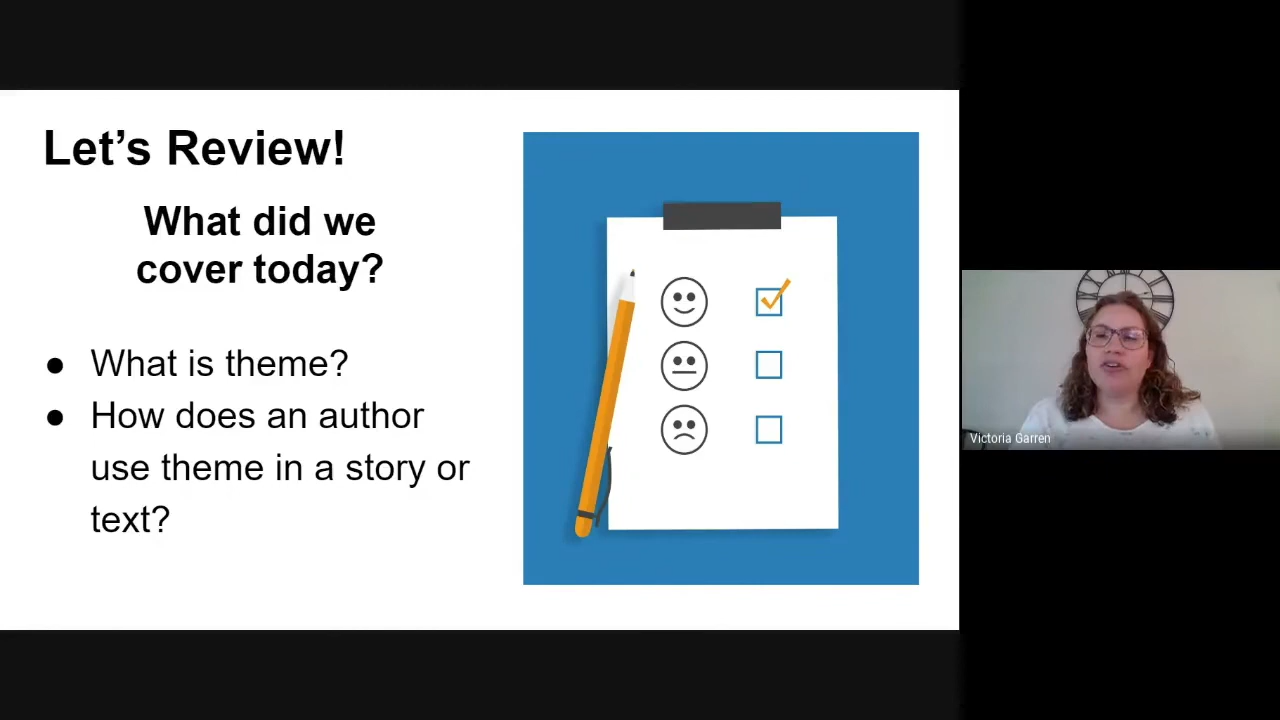 Let's Review!
What did we
cover today?
● What is theme?
● How does an author
use theme in a story or
text?
Victoria Garren